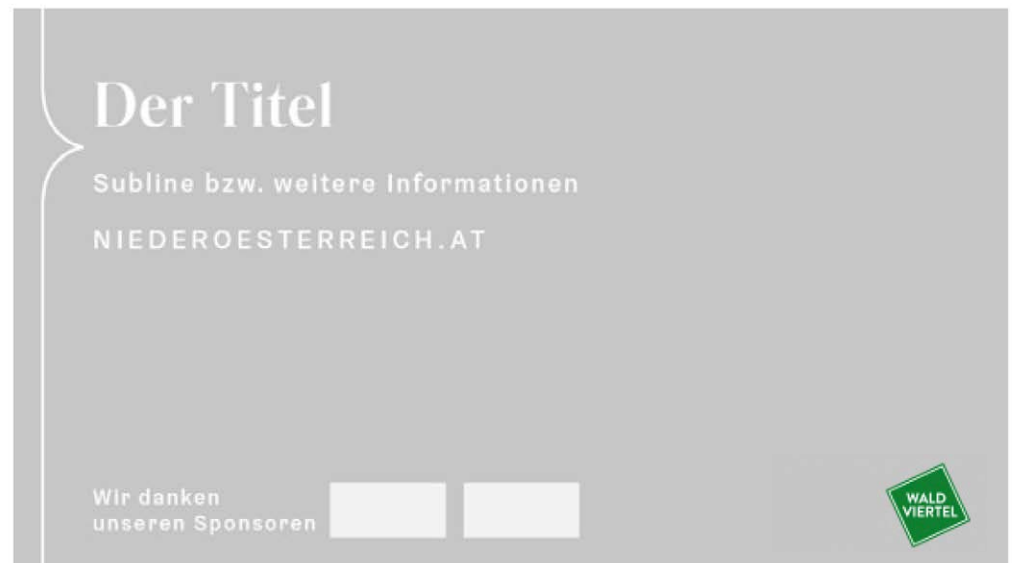 Der Titel
Subline bzw. weitere Informationen
NIEDEROESTERREICH.AT
Wir danken
unseren Sponsoren
WALD
VIERTEL